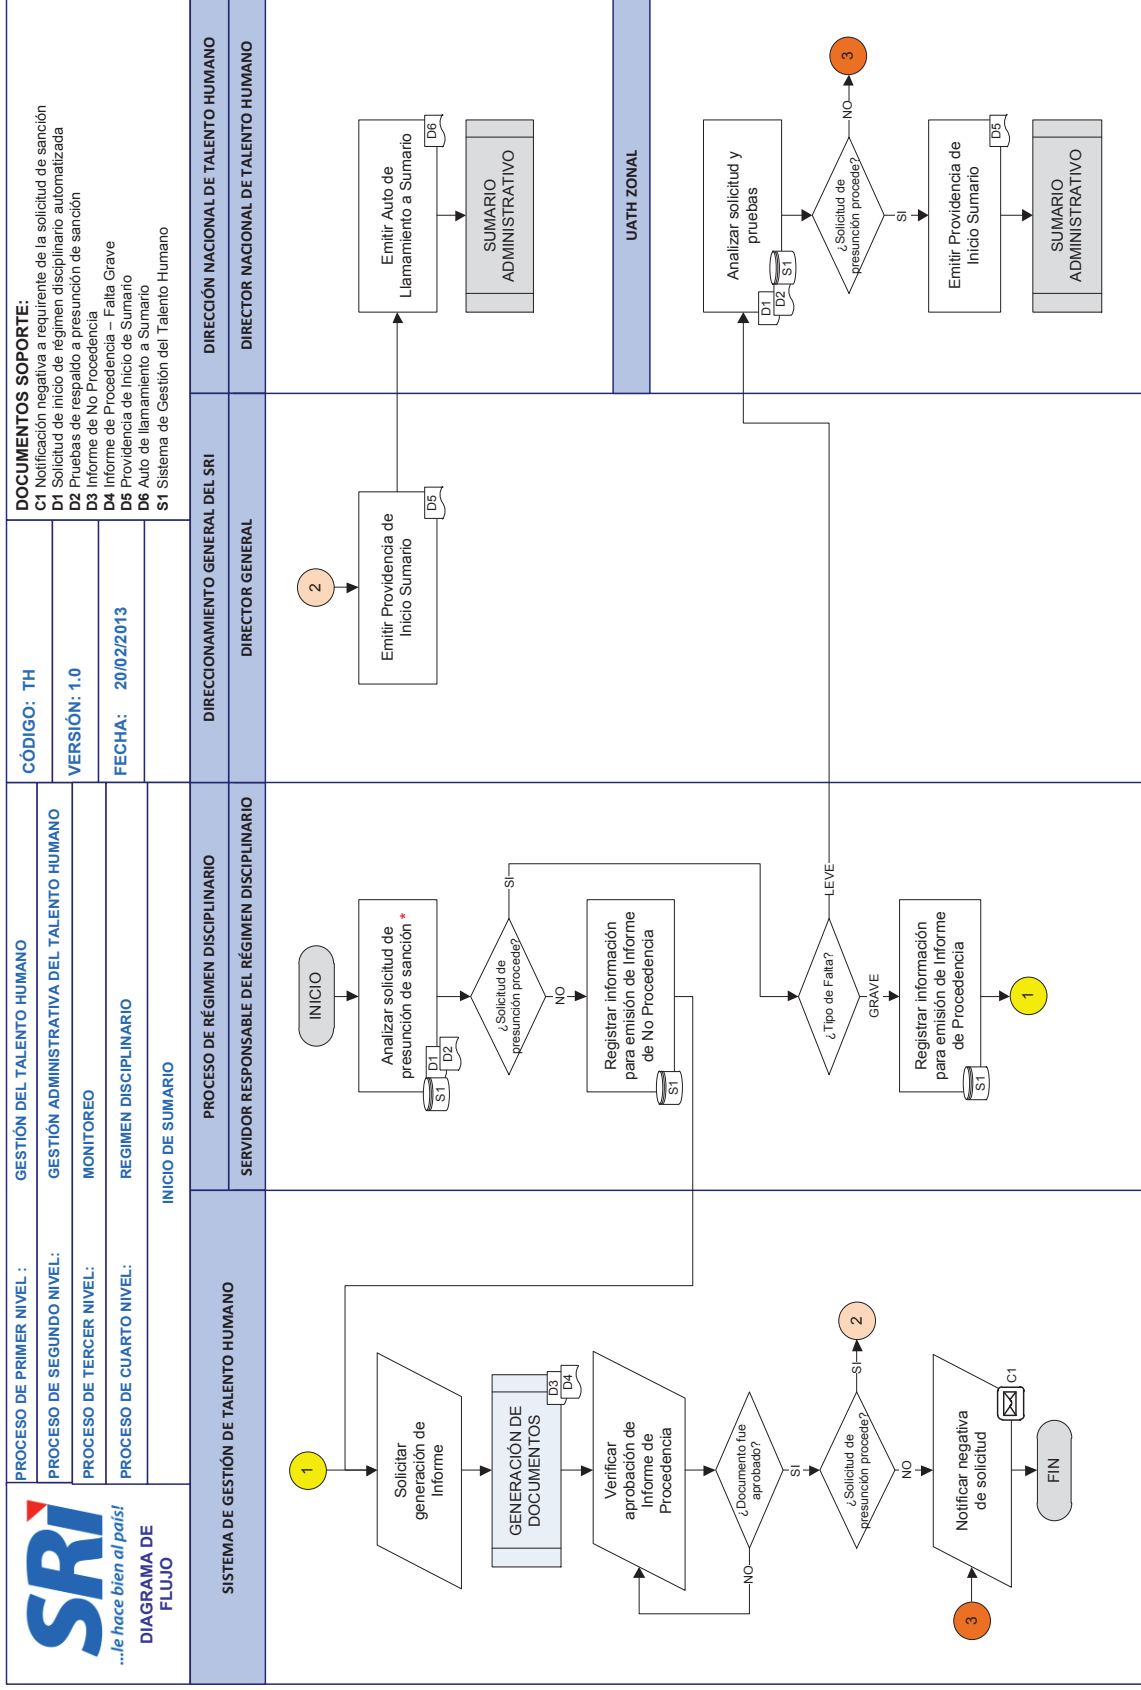 SRi
...le hace bien al país!
DIAGRAMA DE
FLUJO
PROCESO DE PRIMER NIVEL :
GESTIÓN DEL TALENTO HUMANO
PROCESO DE SEGUNDO NIVEL:
GESTIÓN ADMINISTRATIVA DEL TALENTO HUMANO
PROCESO DE TERCER NIVEL:
MONITOREO
PROCESO DE CUARTO NIVEL:
REGIMEN DISCIPLINARIO
INICIO DE SUMARIO
CÓDIGO: TH
VERSIÓN: 1.0
FECHA: 20/02/2013
DOCUMENTOS SOPORTE:
C1 Notificación negativa a requirente de la solicitud de sanción
D1 Solicitud de inicio de régimen disciplinario automatizada
D2 Pruebas de respaldo a presunción de sanción
D3 Informe de No Procedencia
D4 Informe de Procedencia – Falta Grave
D5 Providencia de Inicio de Sumario
D6 Auto de llamamiento a Sumario
S1 Sistema de Gestión del Talento Humano
SISTEMA DE GESTIÓN DE TALENTO HUMANO
PROCESO DE RÉGIMEN DISCIPLINARIO
SERVIDOR RESPONSABLE DEL RÉGIMEN DISCIPLINARIO
DIRECCIONAMIENTO GENERAL DEL SRI
DIRECTOR GENERAL
DIRECCIÓN NACIONAL DE TALENTO HUMANO
DIRECTOR NACIONAL DE TALENTO HUMANO
1
Solicitar
generación de
Informe
GENERACIÓN DE
DOCUMENTOS
D3
D4
Verificar
aprobación de
Informe de
Procedencia
¿Documento fue
aprobado?
NO
SI
¿Solicitud de
presunción procede?
SI
2
NO
Notificar negativa
de solicitud
C1
3
FIN
INICIO
Analizar solicitud de
presunción de sanción *
S1
D1
D2
¿Solicitud de
presunción procede?
SI
NO
Registrar información
para emisión de Informe
de No Procedencia
S1
¿Tipo de Falta?
LEVE
GRAVE
Registrar información
para emisión de Informe
de Procedencia
S1
1
2
Emitir Providencia de
Inicio Sumario
D5
Emitir Auto de
Llamamiento a Sumario
D6
SUMARIO
ADMINISTRATIVO
UATH ZONAL
Analizar solicitud y
pruebas
D1
D2
S1
¿Solicitud de
presunción procede?
NO
3
SI
Emitir Providencia de
Inicio Sumario
D5
SUMARIO
ADMINISTRATIVO